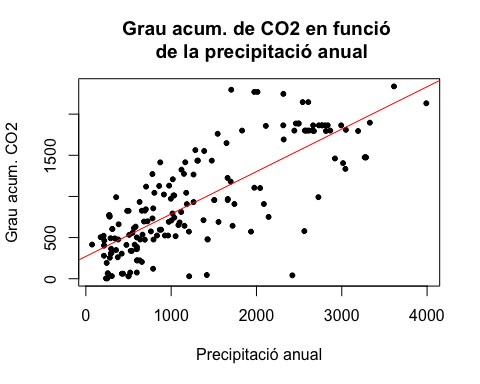 Grau acum. de CO2 en funció
de la precipitació anual
Grau acum. CO2
0
500
1500
0
1000
2000
3000
4000
Precipitació anual